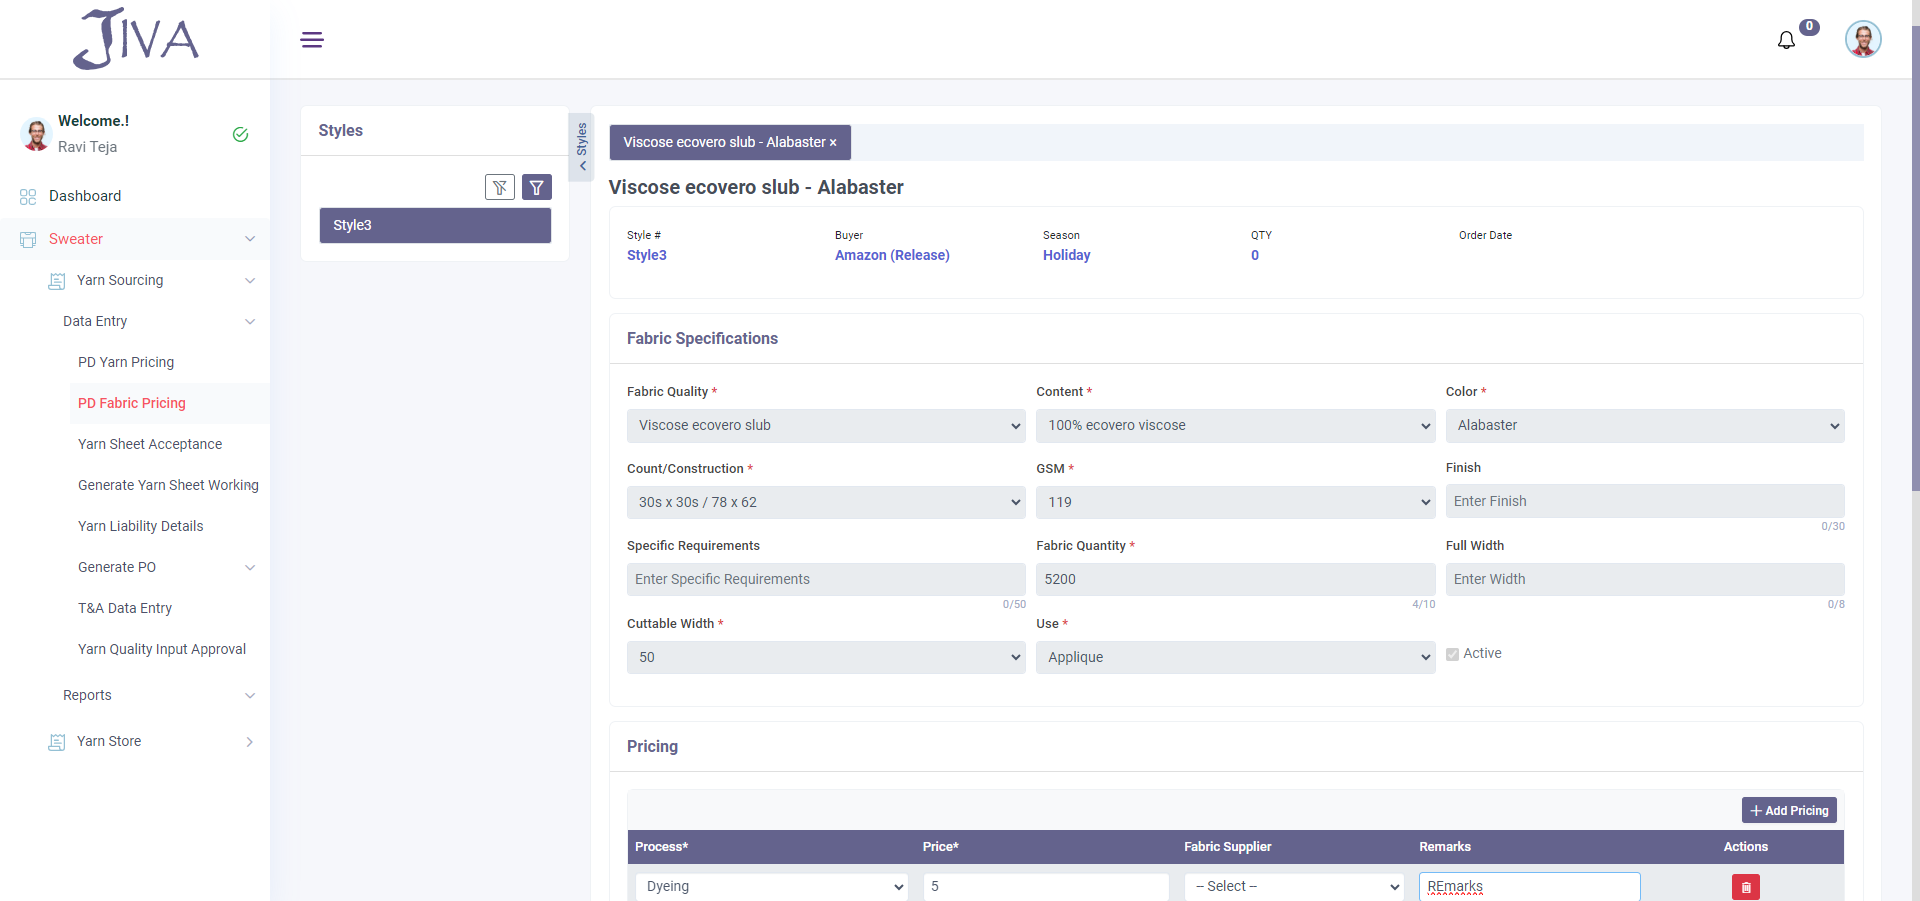 JIVA
0
Welcome.!
Ravi Teja
Dashboard
Sweater
Yarn Sourcing
Data Entry
PD Yarn Pricing
PD Fabric Pricing
Yarn Sheet Acceptance
Generate Yarn Sheet Working
Yarn Liability Details
Generate PO
T&A Data Entry
Yarn Quality Input Approval
Reports
Yarn Store
Styles
Style3
Styles
Viscose ecovero slub - Alabaster ×
Viscose ecovero slub - Alabaster
Style # Buyer Season QTY Order Date
Style3 Amazon (Release) Holiday 0
Fabric Specifications
Fabric Quality * Content * Color *
Viscose ecovero slub 100% ecovero viscose Alabaster
Count/Construction * GSM * Finish
30s x 30s / 78 x 62 119 Enter Finish
0/30
Specific Requirements Fabric Quantity * Full Width
Enter Specific Requirements 5200 Enter Width
0/50 4/10 0/8
Cuttable Width * Use *
50 Applique Active
Pricing
+ Add Pricing
Process* Price* Fabric Supplier Remarks Actions
Dyeing 5 -- Select -- REmarks